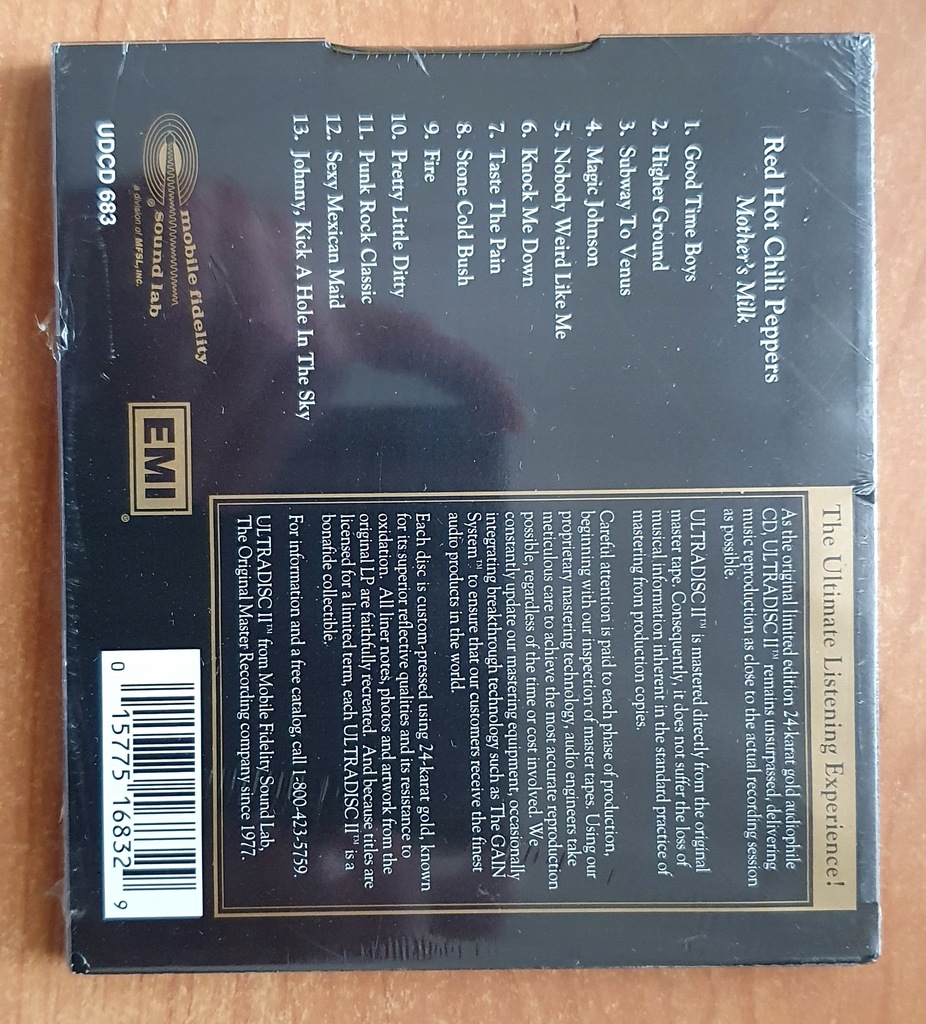 Red Hot Chili Peppers
Mother's Milk
1. Good Time Boys
2. Higher Ground
3. Subway To Venus
4. Magic Johnson
5. Nobody Weird Like Me
6. Knock Me Down
7. Taste The Pain
8. Stone Cold Bush
9. Fire
10. Pretty Little Ditty
11. Punk Rock Classic
12. Sexy Mexican Maid
13. Johnny, Kick A Hole In The Sky
mobile fidelity
sound lab®
a division of MFSL, INC.
UDCD 683
EMI®
The Ultimate Listening Experience!
As the original limited edition 24-karat gold audiophile
CD, ULTRADISC II™ remains unsurpassed, delivering
music reproduction as close to the actual recording session
as possible.
ULTRADISC II™ is mastered directly from the original
master tape. Consequently, it does not suffer the loss of
musical information inherent in the standard practice of
mastering from production copies.
Careful attention is paid to each phase of production,
beginning with our inspection of master tapes. Using our
proprietary mastering technology, audio engineers take
meticulous care to achieve the most accurate reproduction
possible, regardless of the time or cost involved. We
constantly update our mastering equipment, occasionally
integrating breakthrough technology such as The GAIN
System™ to ensure that our customers receive the finest
audio products in the world.
Each disc is custom-pressed using 24-karat gold, known
for its superior reflective qualities and its resistance to
oxidation. All liner notes, photos and artwork from the
original LP are faithfully recreated. And because titles are
licensed for a limited term, each ULTRADISC II™ is a
bonafide collectible.
For information and a free catalog, call 1-800-423-5759.
ULTRADISC II™ from Mobile Fidelity Sound Lab,
The Original Master Recording company since 1977.
0 15775 16832 9